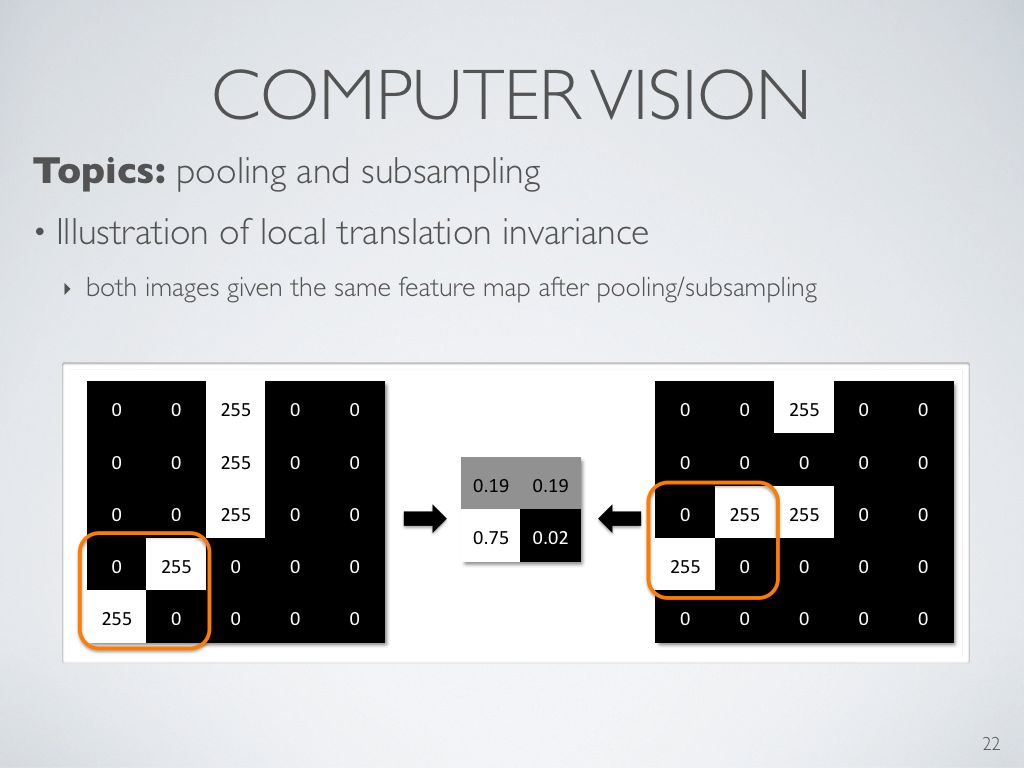 COMPUTER VISION
Topics: pooling and subsampling
• Illustration of local translation invariance
‣ both images given the same feature map after pooling/subsampling
0 0 255 0 0
0 0 255 0 0
0 0 255 0 0
0 255 0 0 0
255 0 0 0 0
0.19 0.19
0.75 0.02
0 0 255 0 0
0 0 0 0 0
0 255 255 0 0
255 0 0 0 0
0 0 0 0 0
22